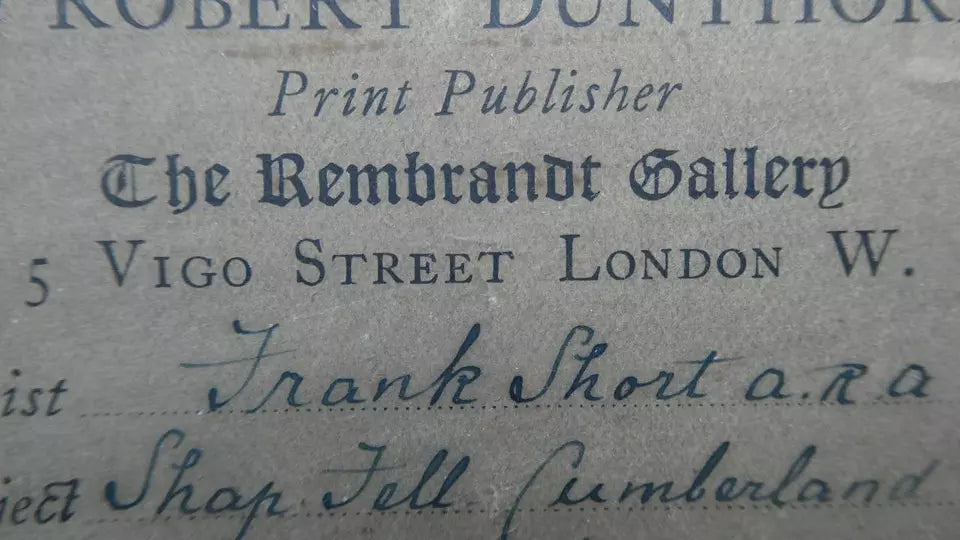 ROBERT DUNTHOR
Print Publisher
The Rembrandt Gallery
5 VIGO STREET LONDON W.
ist Frank Short a.R.a
ject Shap Fell Cumberland